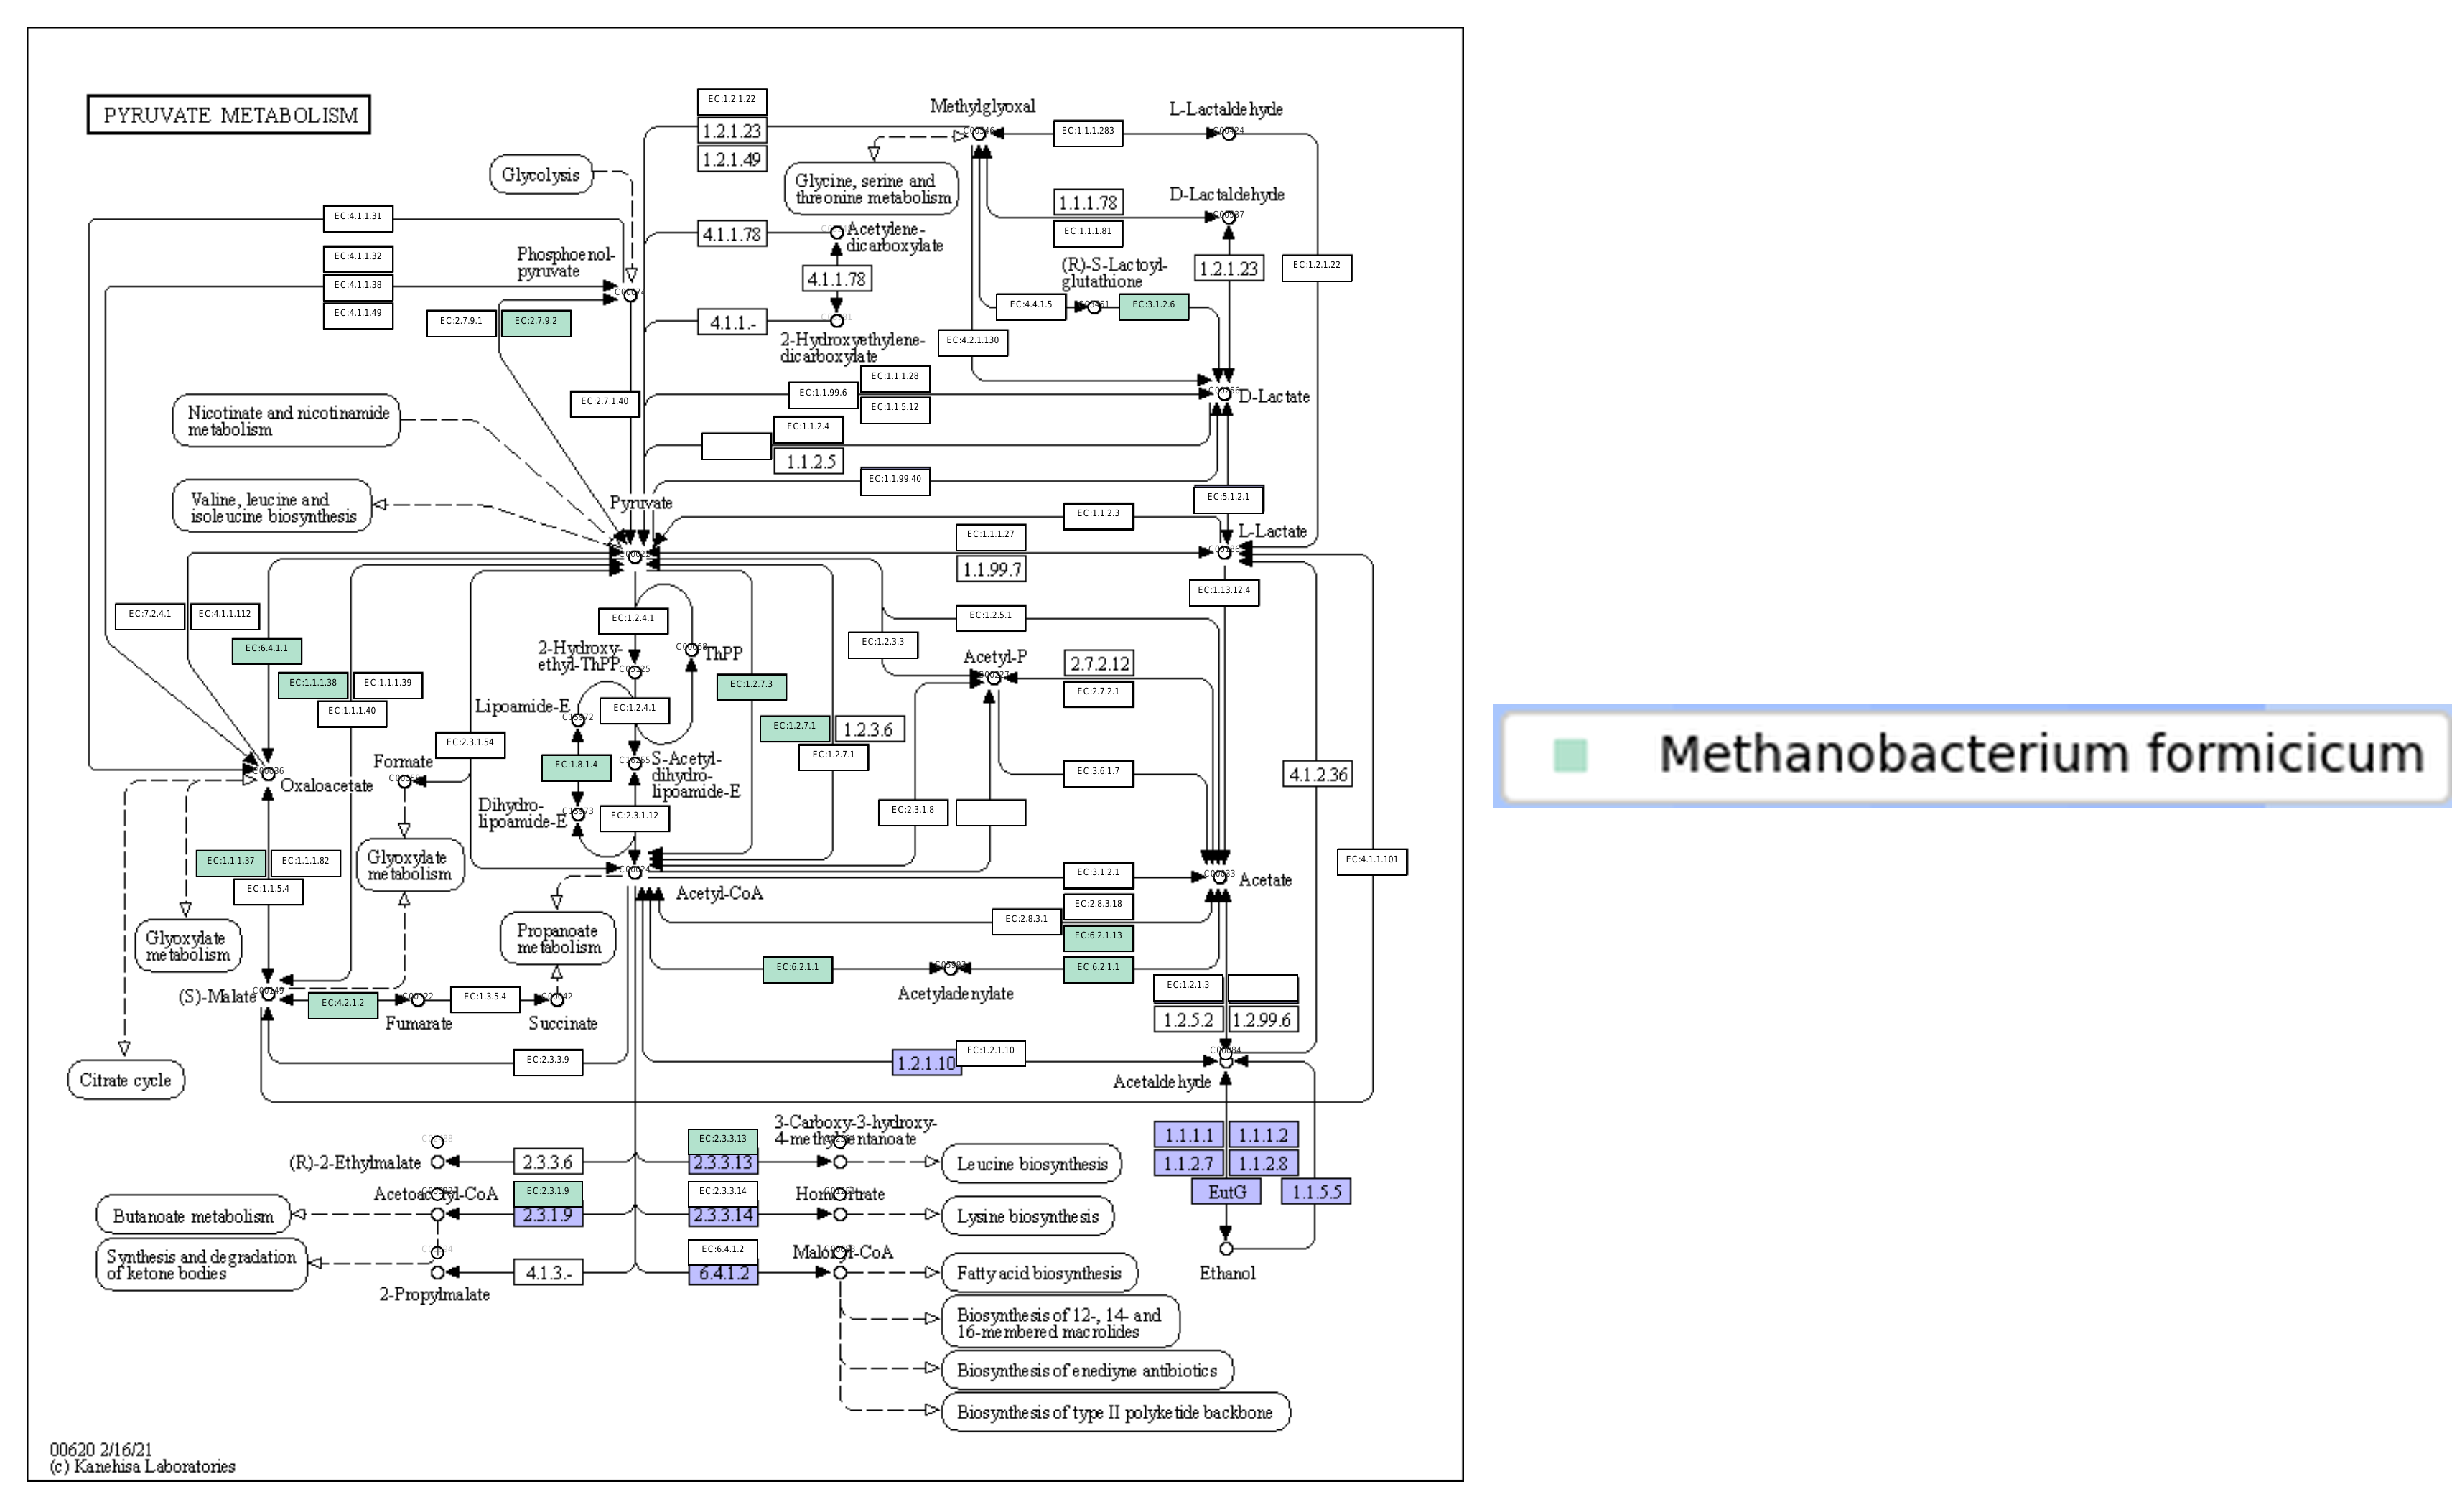 PYRUVATE METABOLISM
EC:1.2.1.22
1.2.1.23
1.2.1.49
Methylglyoxal
EC:1.1.1.283
L-Lactaldehyde
Glycolysis
Glycine, serine and
threonine metabolism
1.1.1.78
EC:1.1.1.81
D-Lactaldehyde
EC:4.1.1.31
4.1.1.78
Acetylene-
dicarboxylate
EC:4.1.1.32
EC:4.1.1.38
EC:4.1.1.49
Phosphoenol-
pyruvate
4.1.1.78
(R)-S-Lactoyl-
glutathione
1.2.1.23
EC:1.2.1.22
EC:2.7.9.1
EC:2.7.9.2
4.1.1.-
2-Hydroxyethylene-
dicarboxylate
EC:4.4.1.5
EC:3.1.2.6
EC:4.2.1.130
EC:2.7.1.40
EC:1.1.99.6
EC:1.1.1.28
EC:1.1.5.12
D-Lactate
Nicotinate and nicotinamide
metabolism
EC:1.1.2.4
1.1.2.5
EC:1.1.99.40
Valine, leucine and
isoleucine biosynthesis
Pyruvate
EC:5.1.2.1
EC:1.1.2.3
L-Lactate
EC:1.1.1.27
1.1.99.7
EC:7.2.4.1
EC:4.1.1.112
EC:1.2.4.1
EC:1.2.5.1
EC:1.13.12.4
EC:6.4.1.1
2-Hydroxy-
ethyl-ThPP
ThPP
EC:1.2.3.3
Acetyl-P
2.7.2.12
EC:2.7.2.1
EC:1.1.1.38
EC:1.1.1.39
EC:1.1.1.40
EC:1.2.7.3
Lipoamide-E
EC:1.2.4.1
EC:1.2.7.1
1.2.3.6
EC:1.2.7.1
EC:2.3.1.54
Formate
EC:1.8.1.4
S-Acetyl-
dihydro-
lipoamide-E
EC:3.6.1.7
4.1.2.36
Oxaloacetate
Dihydro-
lipoamide-E
EC:2.3.1.12
EC:2.3.1.8
EC:1.1.1.37
EC:1.1.1.82
EC:1.1.5.4
Glyoxylate
metabolism
EC:4.1.1.101
Acetyl-CoA
EC:3.1.2.1
Acetate
EC:2.8.3.18
EC:2.8.3.1
EC:6.2.1.13
Glyoxylate
metabolism
Propanoate
metabolism
EC:6.2.1.1
EC:6.2.1.1
Acetyladenylate
(S)-Malate
EC:4.2.1.2
Fumarate
EC:1.3.5.4
Succinate
EC:1.2.1.3
1.2.5.2
1.2.99.6
EC:2.3.3.9
1.2.1.10
EC:1.2.1.10
Citrate cycle
Acetaldehyde
(R)-2-Ethylmalate
2.3.3.6
EC:2.3.3.13
2.3.3.13
3-Carboxy-3-hydroxy-
Leucine biosynthesis
1.1.1.1
1.1.1.2
1.1.2.7
1.1.2.8
EutG
1.1.5.5
Butanoate metabolism
EC:2.3.1.9
2.3.1.9
EC:2.3.3.14
2.3.3.14
Lysine biosynthesis
Synthesis and degradation
of ketone bodies
4.1.3.-
EC:6.4.1.2
6.4.1.2
Fatty acid biosynthesis
Ethanol
2-Propylmalate
Biosynthesis of 12-, 14- and
16-membered macrolides
Biosynthesis of enediyne antibiotics
Biosynthesis of type II polyketide backbone
00620 2/16/21
(c) Kanehisa Laboratories
Methanobacterium formicicum